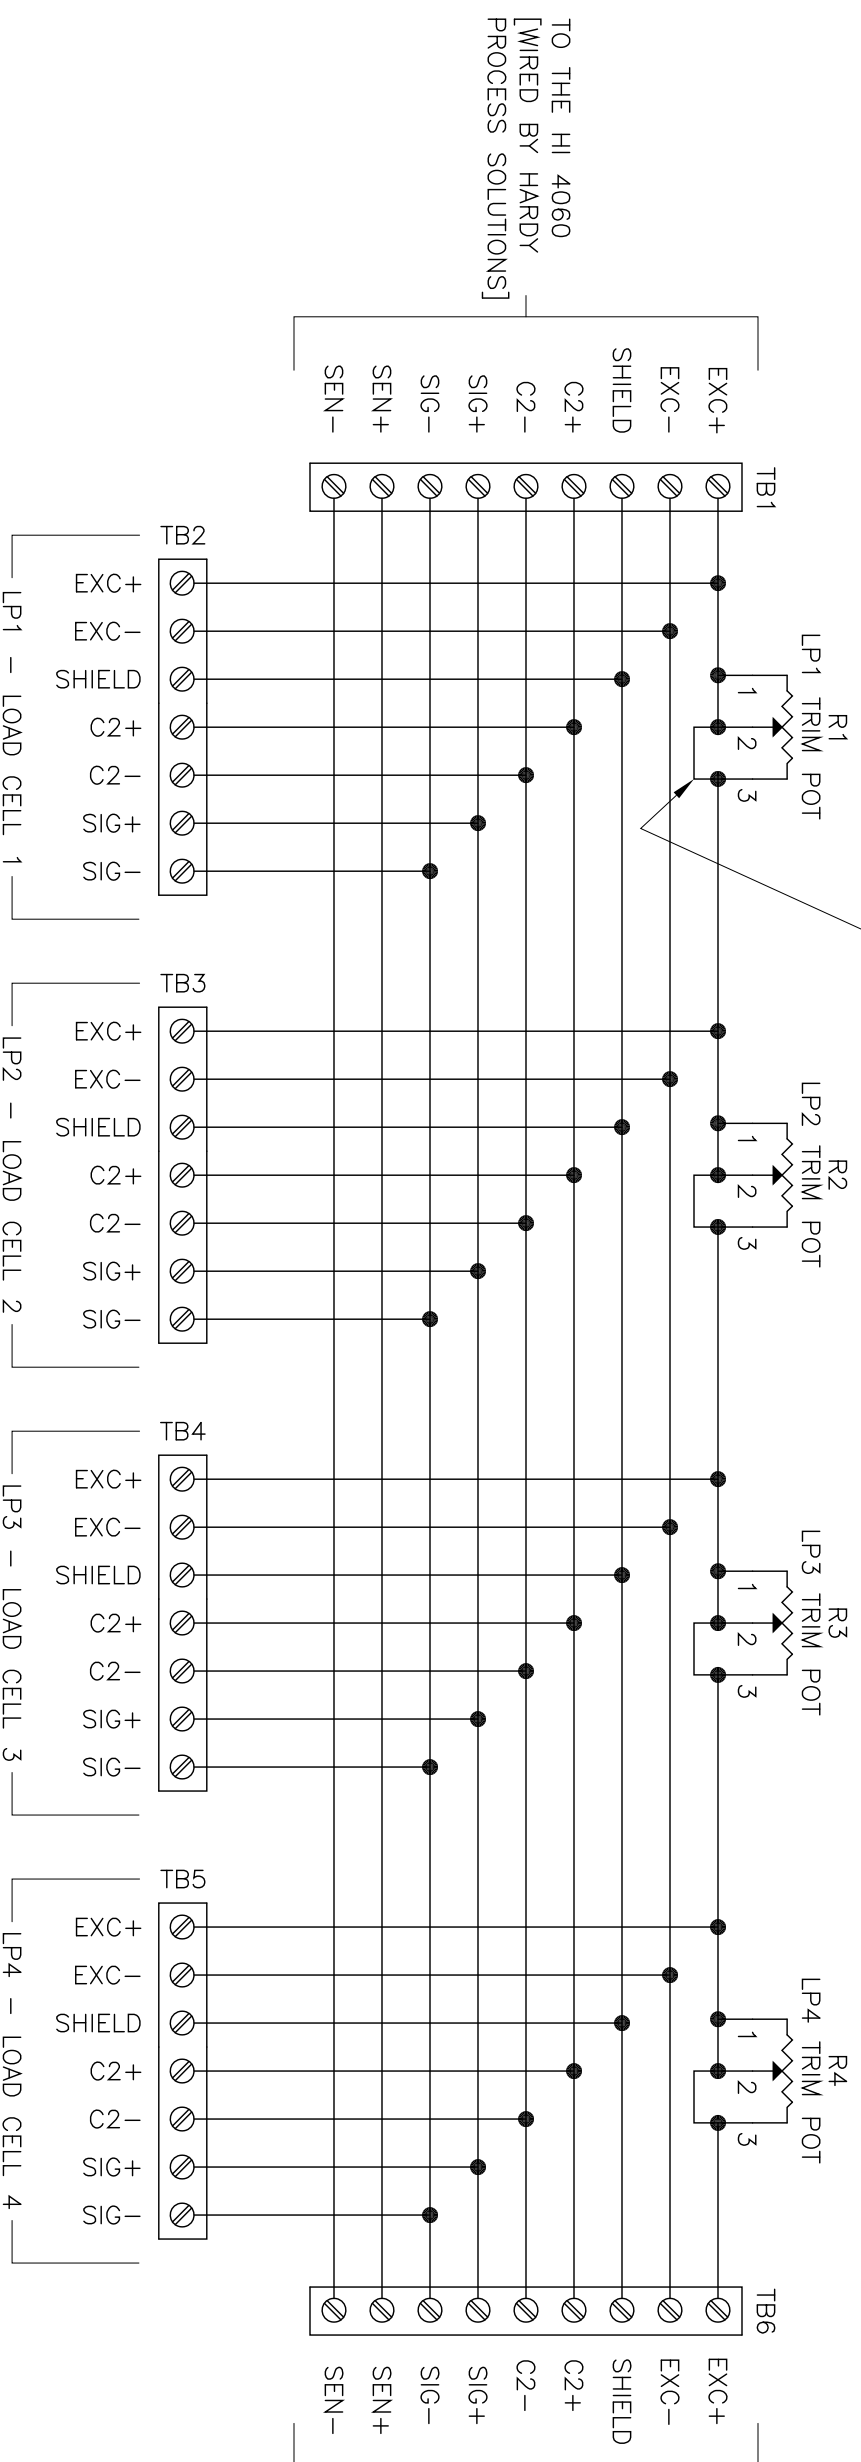 TO THE HI 4060
[WIRED BY HARDY
PROCESS SOLUTIONS]
TB1
EXC+
EXC-
SHIELD
C2+
C2-
SIG+
SIG-
SEN+
SEN-
R1
LP1 TRIM POT
1 2 3
R2
LP2 TRIM POT
1 2 3
R3
LP3 TRIM POT
1 2 3
R4
LP4 TRIM POT
1 2 3
TB2
EXC+
EXC-
SHIELD
C2+
C2-
SIG+
SIG-
LP1 - LOAD CELL 1
TB3
EXC+
EXC-
SHIELD
C2+
C2-
SIG+
SIG-
LP2 - LOAD CELL 2
TB4
EXC+
EXC-
SHIELD
C2+
C2-
SIG+
SIG-
LP3 - LOAD CELL 3
TB5
EXC+
EXC-
SHIELD
C2+
C2-
SIG+
SIG-
LP4 - LOAD CELL 4
TB6
EXC+
EXC-
SHIELD
C2+
C2-
SIG+
SIG-
SEN+
SEN-